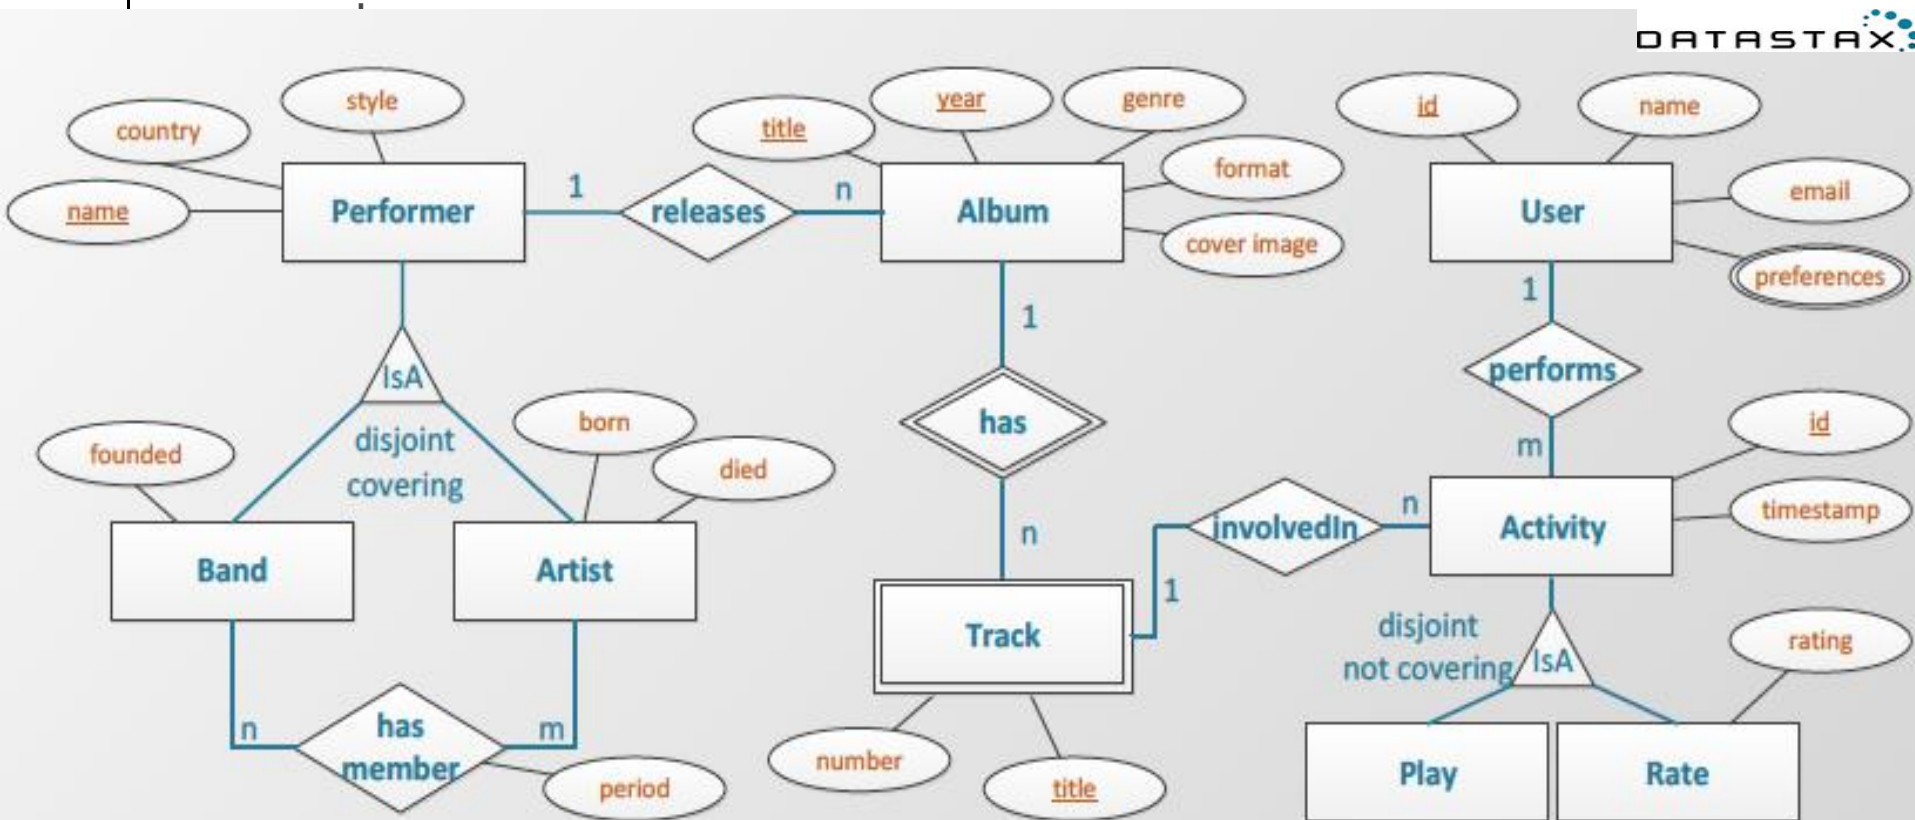 DATASTAX
style
country
name
Performer
1
releases
n
title
year
genre
format
cover image
Album
id
name
email
preferences
User
1
performs
m
IsA
disjoint
covering
founded
born
died
Band
Artist
n
has
member
m
period
1
has
n
Track
number
title
1
involvedIn
n
Activity
id
timestamp
disjoint
not covering
IsA
rating
Play
Rate